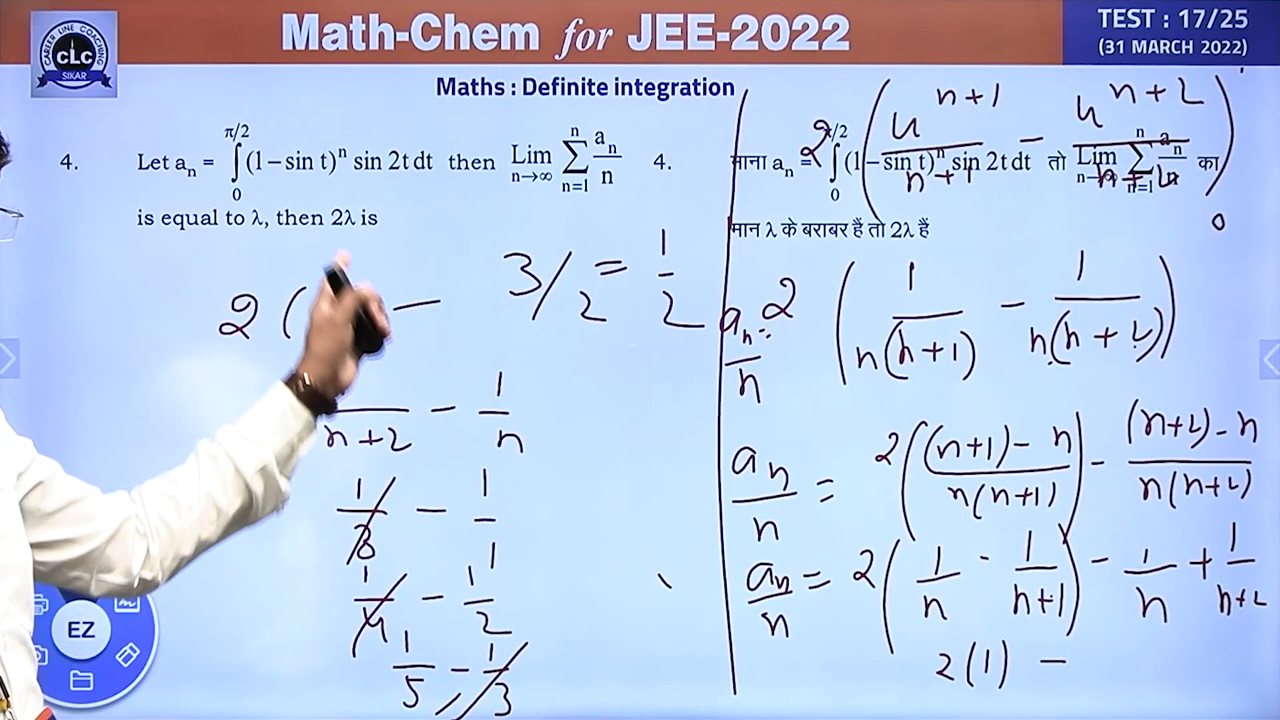 Math-Chem for JEE-2022
TEST : 17/25
(31 MARCH 2022)
CAREER LINE COACHING
CLC
SIKAR
Maths : Definite integration
4. Let aₙ = ∫₀^{π/2} (1 – sin t)ⁿ sin 2t dt then Lim_{n→∞} Σ_{n=1}^{n} aₙ/n
is equal to λ, then 2λ is
4. माना aₙ = ∫₀^{π/2} (1 – sin t)ⁿ sin 2t dt तो Lim_{n→∞} Σ_{n=1}^{n} aₙ/n का
मान λ के बराबर हैं तो 2λ हैं
2 ( u^{n+1}/(n+1) – u^{n+2}/(n+2) )
0
2 ( – 3/2 = 1/2
aₙ/n = 2 ( 1/(n(n+1)) – 1/(n(n+2)) )
n+2 – 1/n
aₙ/n = 2 ( ((n+1) – n)/(n(n+1)) ) – ((n+2) – n)/(n(n+2))
1/3 – 1/1
aₙ/n = 2 ( 1/n – 1/(n+1) ) – 1/n + 1/(n+2)
1/4 – 1/2
1/5 – 1/3
2(1) –
EZ